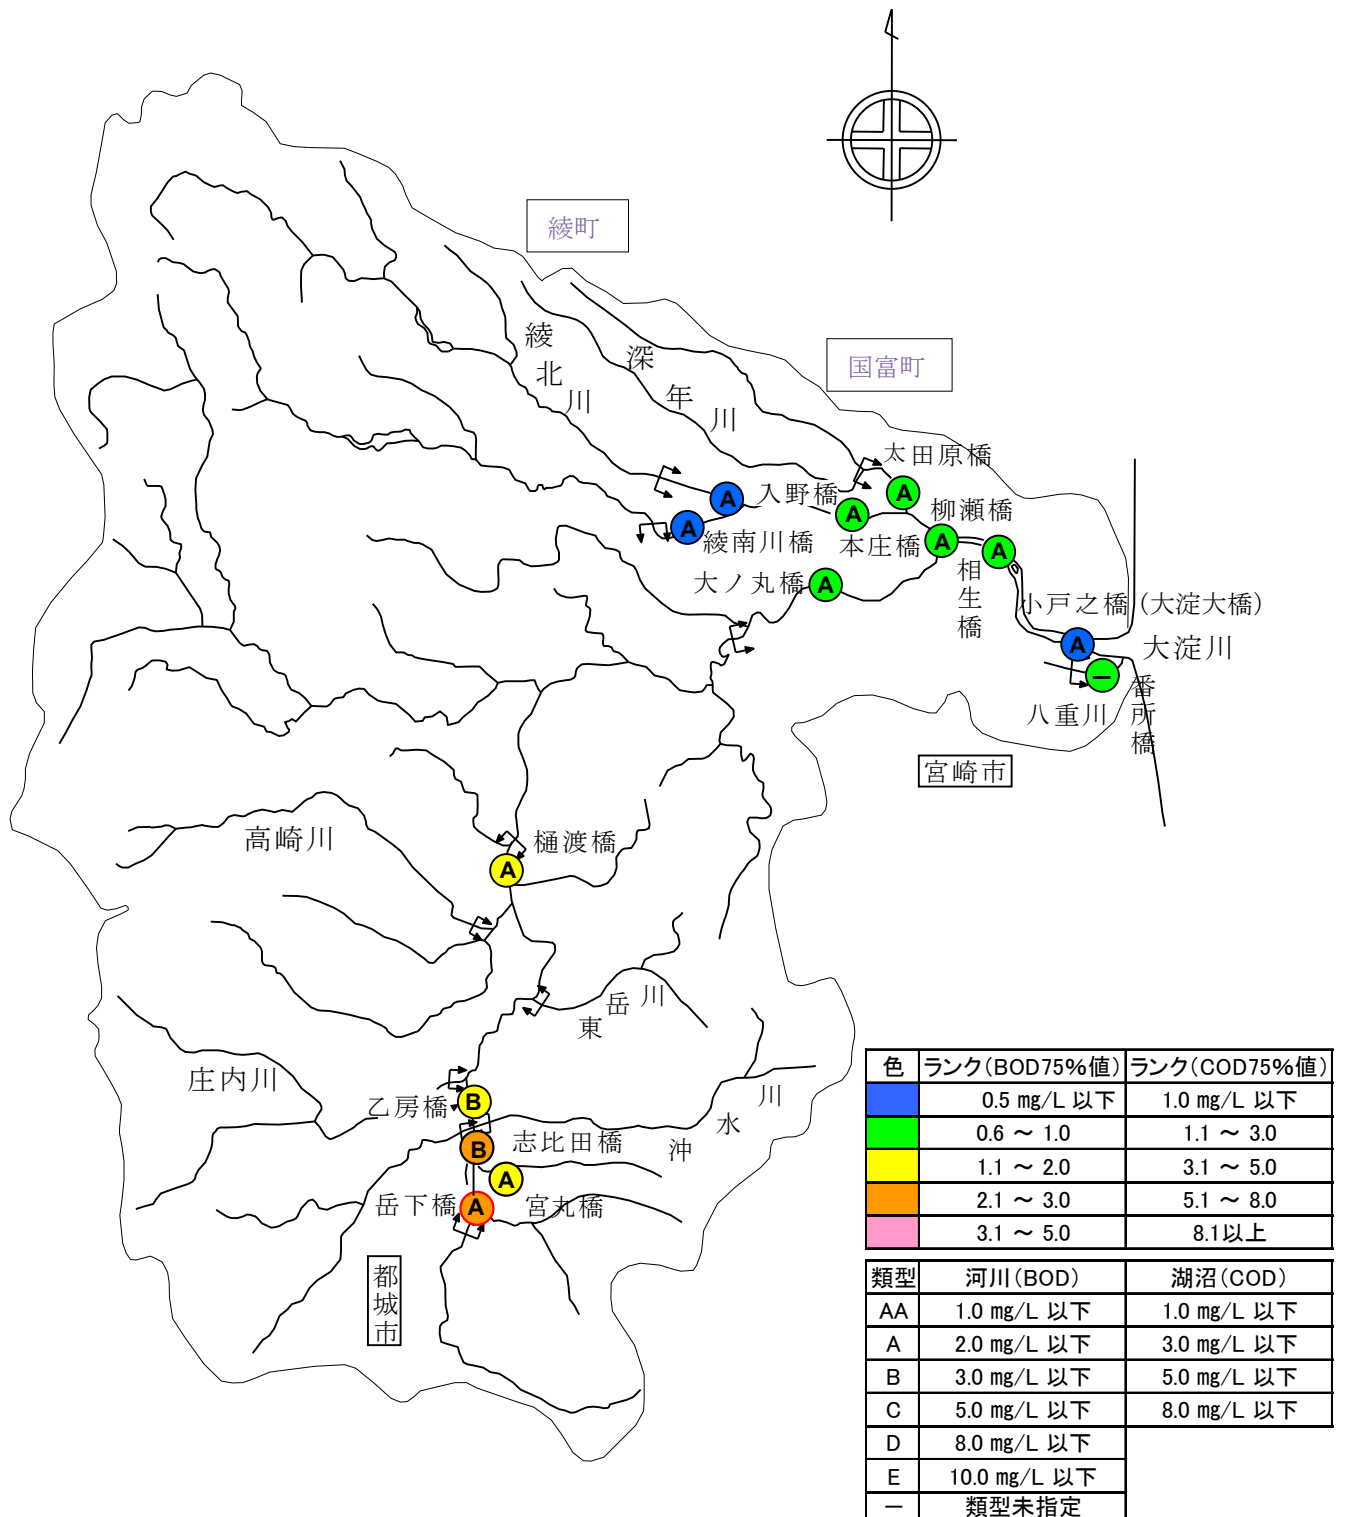 綾町
綾北川
深年川
国富町
太田原橋
A
A
入野橋
A
柳瀬橋
A
綾南川橋
本庄橋
A
A
大ノ丸橋
A
相生橋
小戸之橋 (大淀大橋)
A
大淀川
—
番所橋
八重川
宮崎市
高崎川
樋渡橋
A
東岳川
庄内川
乙房橋
B
沖水川
志比田橋
B
A
岳下橋
A
宮丸橋
都城市
色 ランク(BOD75%値) ランク(COD75%値)
0.5 ㎎/L 以下 1.0 ㎎/L 以下
0.6 ～ 1.0 1.1 ～ 3.0
1.1 ～ 2.0 3.1 ～ 5.0
2.1 ～ 3.0 5.1 ～ 8.0
3.1 ～ 5.0 8.1以上
類型 河川(BOD) 湖沼(COD)
AA 1.0 ㎎/L 以下 1.0 ㎎/L 以下
A 2.0 ㎎/L 以下 3.0 ㎎/L 以下
B 3.0 ㎎/L 以下 5.0 ㎎/L 以下
C 5.0 ㎎/L 以下 8.0 ㎎/L 以下
D 8.0 ㎎/L 以下
E 10.0 ㎎/L 以下
— 類型未指定